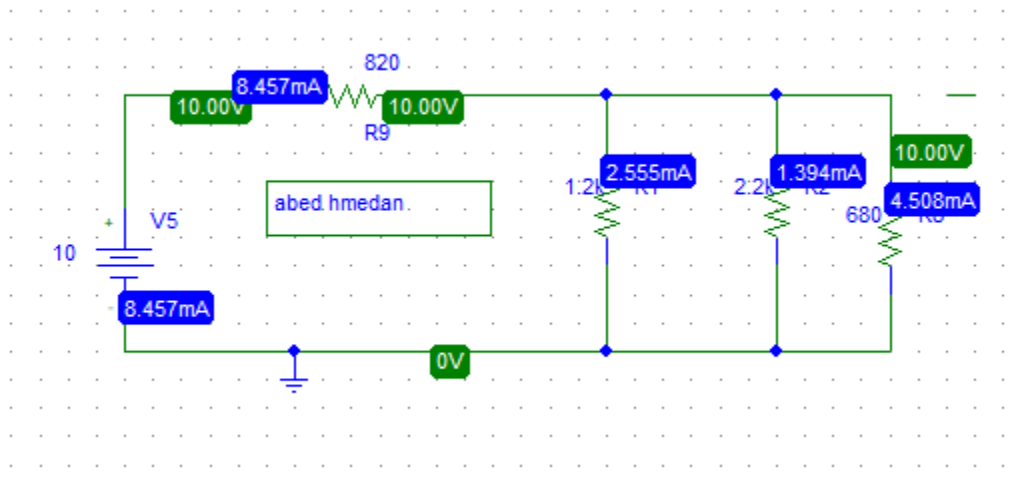 820
8.457mA
10.00V
10.00V
R9
10.00V
2.555mA
1.394mA
1.2k
2.2k
4.508mA
abed hmedan
680
V5
+
10
-
8.457mA
0V